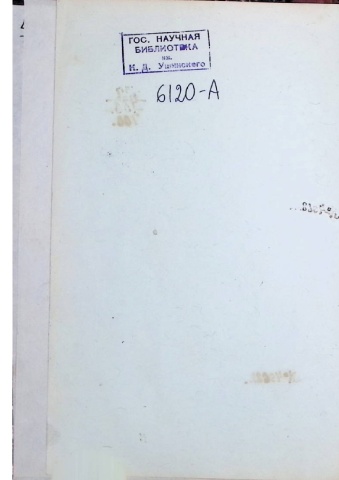 ГОС. НАУЧНАЯ
БИБЛИОТЕКА
им.
К. Д. Ушинского
6120-А